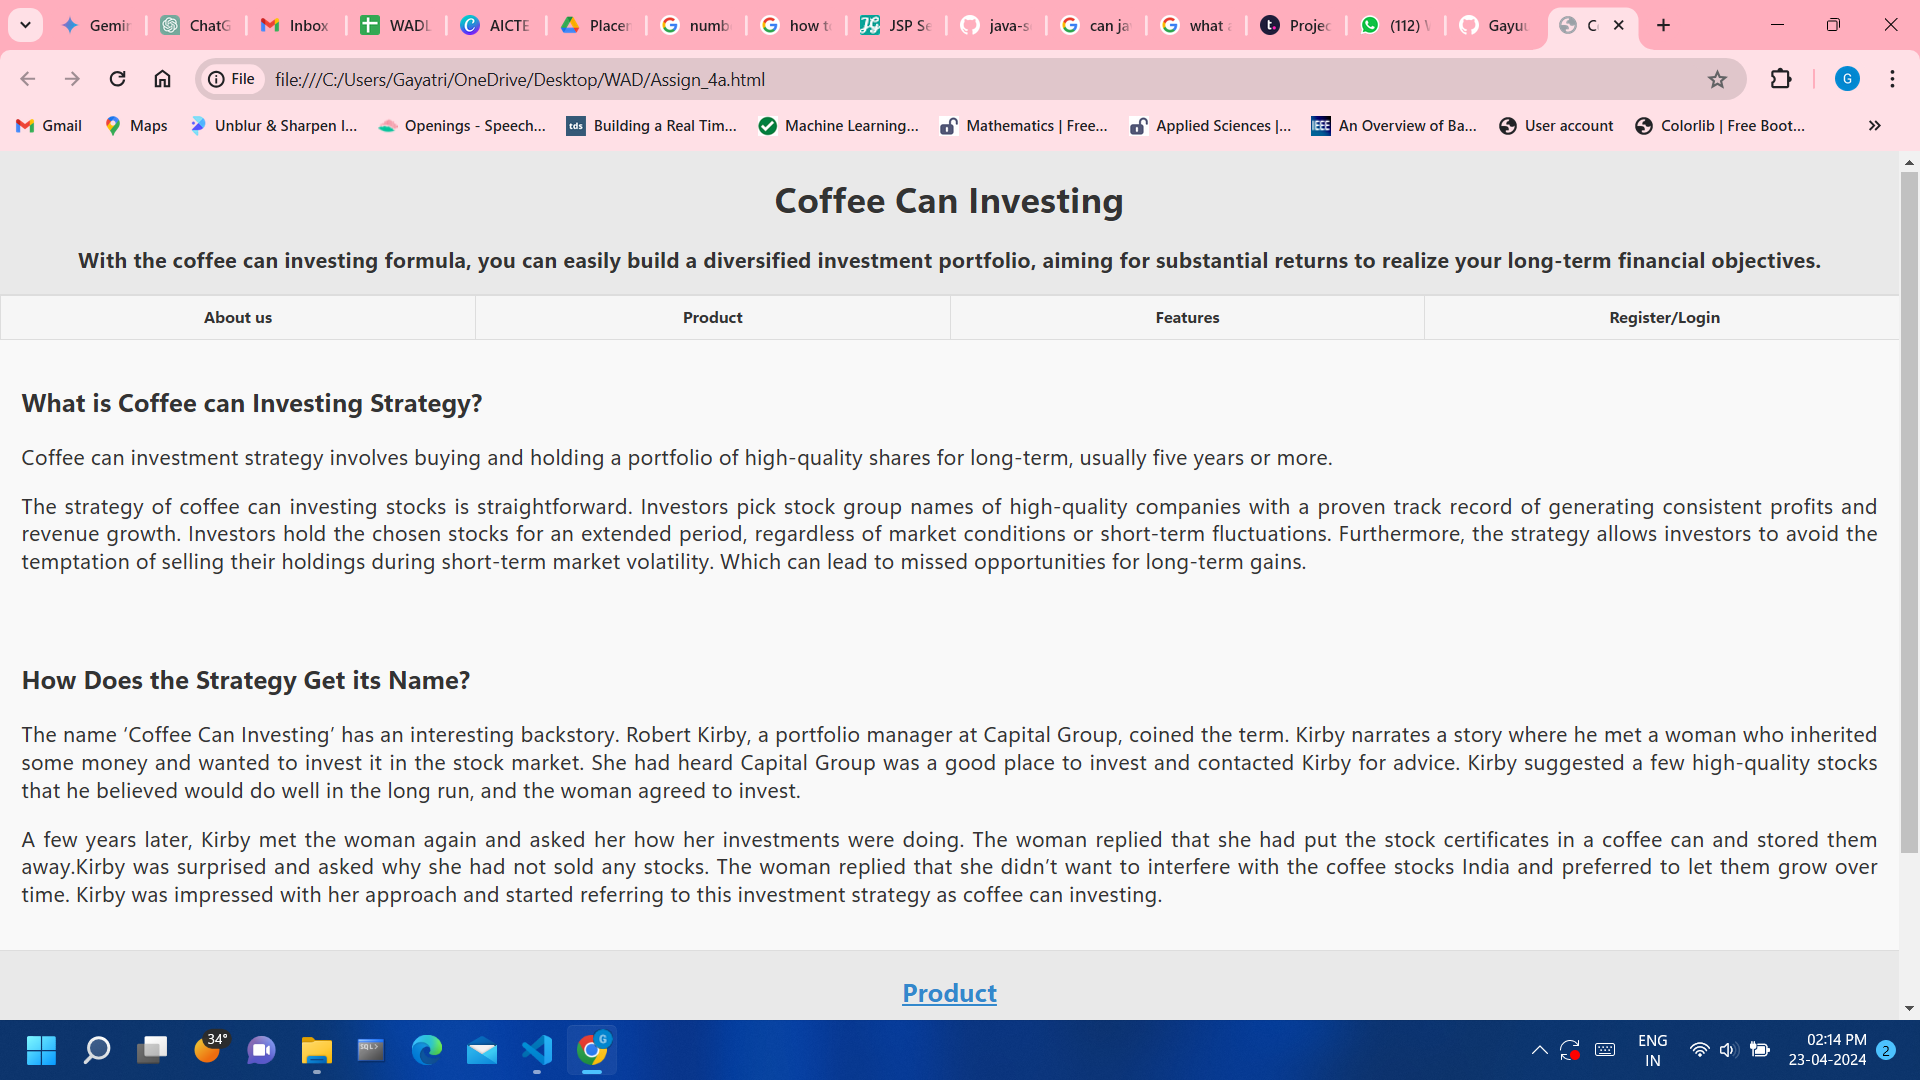 Gemir
ChatG
Inbox
WADL
AICTE
Placer
numb
how to
JSP Se
java-se
can ja
what a
Projec
(112) V
Gayu
File
file:///C:/Users/Gayatri/OneDrive/Desktop/WAD/Assign_4a.html
G
Gmail
Maps
Unblur & Sharpen I...
Openings - Speech...
tds
Building a Real Tim...
Machine Learning...
Mathematics | Free...
Applied Sciences |...
IEEE
An Overview of Ba...
User account
Colorlib | Free Boot...
Coffee Can Investing
With the coffee can investing formula, you can easily build a diversified investment portfolio, aiming for substantial returns to realize your long-term financial objectives.
About us
Product
Features
Register/Login
What is Coffee can Investing Strategy?
Coffee can investment strategy involves buying and holding a portfolio of high-quality shares for long-term, usually five years or more.
The strategy of coffee can investing stocks is straightforward. Investors pick stock group names of high-quality companies with a proven track record of generating consistent profits and
revenue growth. Investors hold the chosen stocks for an extended period, regardless of market conditions or short-term fluctuations. Furthermore, the strategy allows investors to avoid the
temptation of selling their holdings during short-term market volatility. Which can lead to missed opportunities for long-term gains.
How Does the Strategy Get its Name?
The name ‘Coffee Can Investing’ has an interesting backstory. Robert Kirby, a portfolio manager at Capital Group, coined the term. Kirby narrates a story where he met a woman who inherited
some money and wanted to invest it in the stock market. She had heard Capital Group was a good place to invest and contacted Kirby for advice. Kirby suggested a few high-quality stocks
that he believed would do well in the long run, and the woman agreed to invest.
A few years later, Kirby met the woman again and asked her how her investments were doing. The woman replied that she had put the stock certificates in a coffee can and stored them
away.Kirby was surprised and asked why she had not sold any stocks. The woman replied that she didn’t want to interfere with the coffee stocks India and preferred to let them grow over
time. Kirby was impressed with her approach and started referring to this investment strategy as coffee can investing.
Product
34°
SQL>
G
ENG
IN
02:14 PM
23-04-2024
2